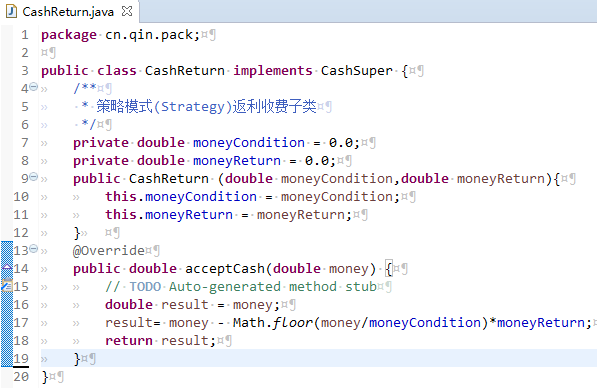 CashReturn.java
1 package cn.qin.pack;
2
3 public class CashReturn implements CashSuper {
4 /**
5 * 策略模式(Strategy)返利收费子类
6 */
7 private double moneyCondition = 0.0;
8 private double moneyReturn = 0.0;
9 public CashReturn (double moneyCondition,double moneyReturn){
10 this.moneyCondition = moneyCondition;
11 this.moneyReturn = moneyReturn;
12 }
13 @Override
14 public double acceptCash(double money) {
15 // TODO Auto-generated method stub
16 double result = money;
17 result= money - Math.floor(money/moneyCondition)*moneyReturn;
18 return result;
19 }
20 }